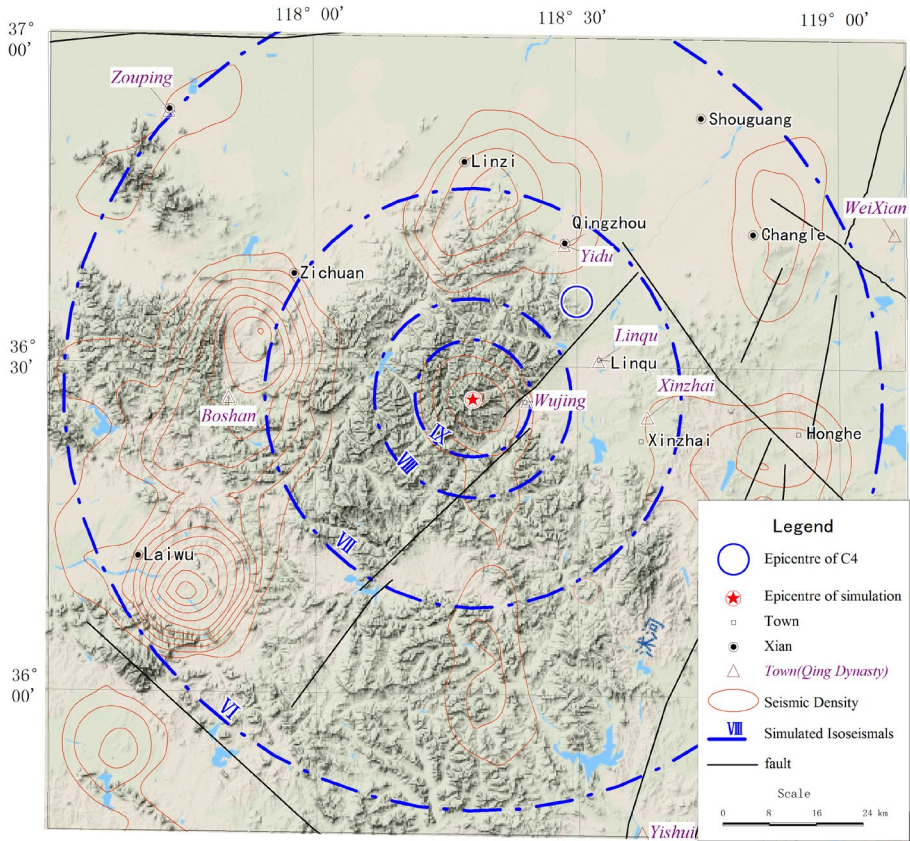 118° 00′
118° 30′
119° 00′
37°
00′
Zouping
Shouguang
Linzi
WeiXian
Qingzhou
Changle
Yidu
Zichuan
36°
30′
Linqu
Linqu
Xinzhai
Boshan
Wujing
Ⅸ
Xinzhai
Honghe
Ⅷ
Ⅶ
Laiwu
沭河
36°
00′
Ⅵ
Yishui
Legend
Epicentre of C4
Epicentre of simulation
Town
Xian
Town(Qing Dynasty)
Seismic Density
Ⅷ
Simulated Isoseismals
fault
Scale
0 8 16 24 km